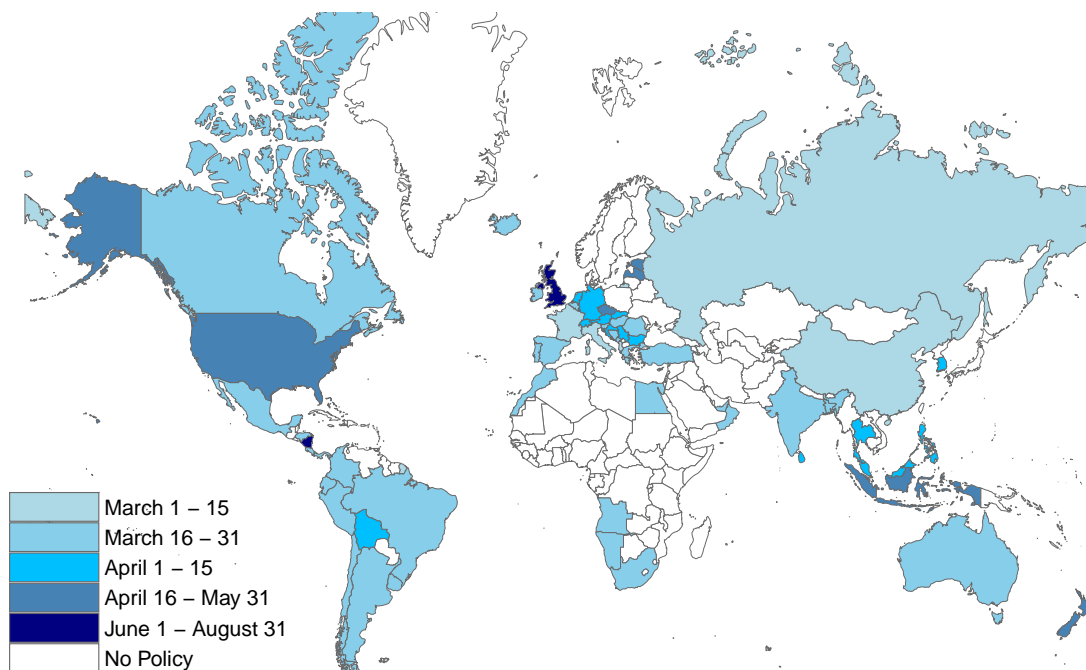 March 1 – 15
March 16 – 31
April 1 – 15
April 16 – May 31
June 1 – August 31
No Policy